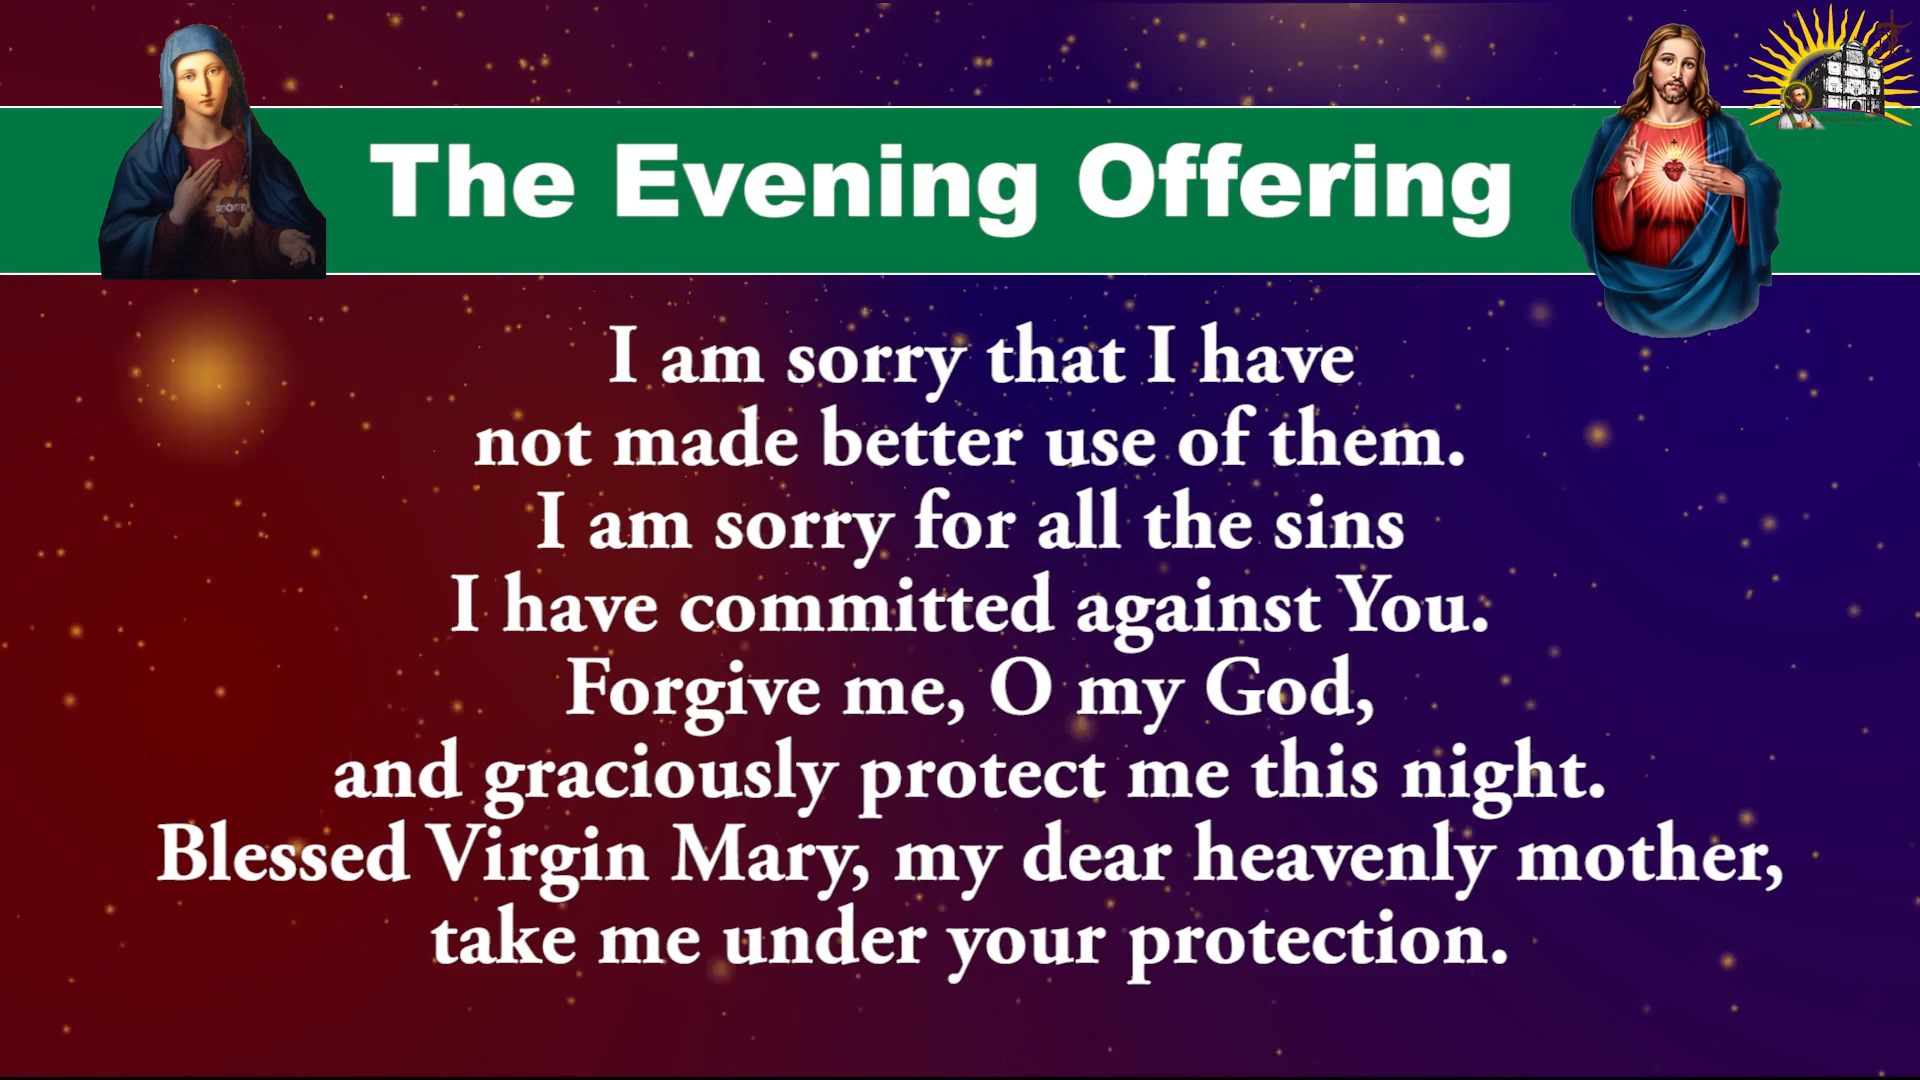 The Evening Offering
I am sorry that I have
not made better use of them.
I am sorry for all the sins
I have committed against You.
Forgive me, O my God,
and graciously protect me this night.
Blessed Virgin Mary, my dear heavenly mother,
take me under your protection.